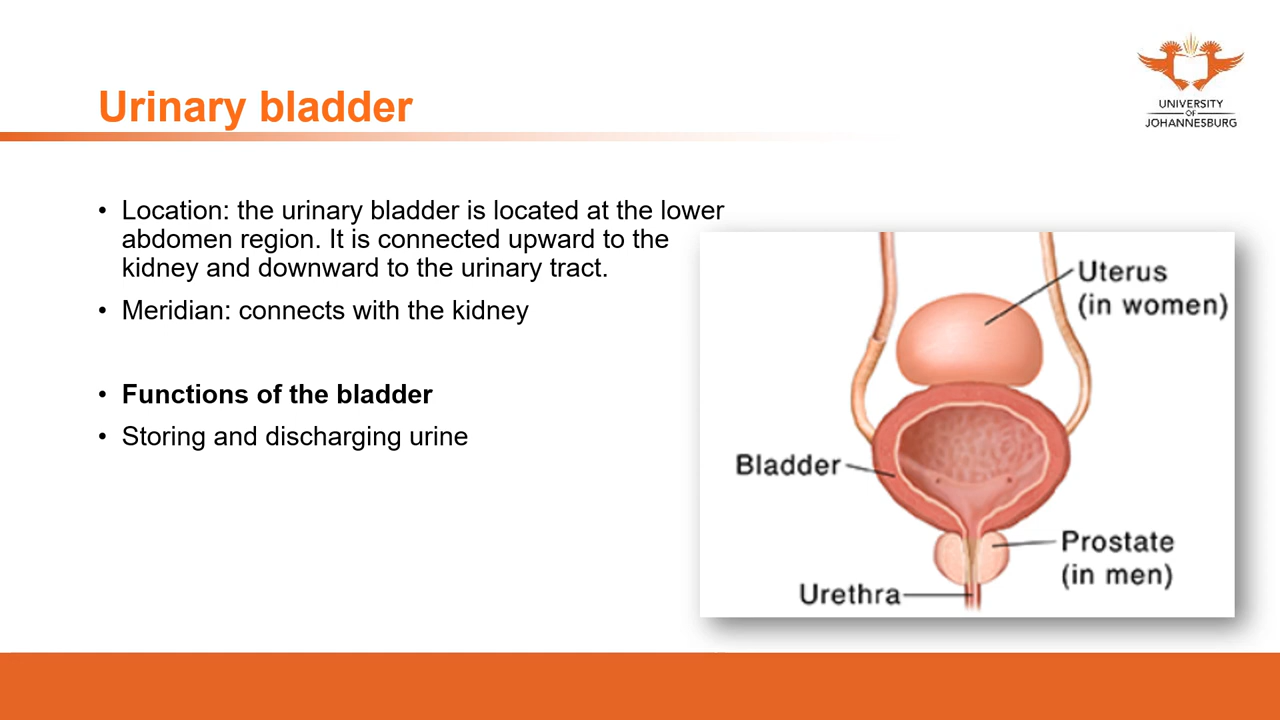 Urinary bladder
UNIVERSITY
OF
JOHANNESBURG
• Location: the urinary bladder is located at the lower
abdomen region. It is connected upward to the
kidney and downward to the urinary tract.
• Meridian: connects with the kidney
• Functions of the bladder
• Storing and discharging urine
Uterus
(in women)
Bladder
Prostate
(in men)
Urethra